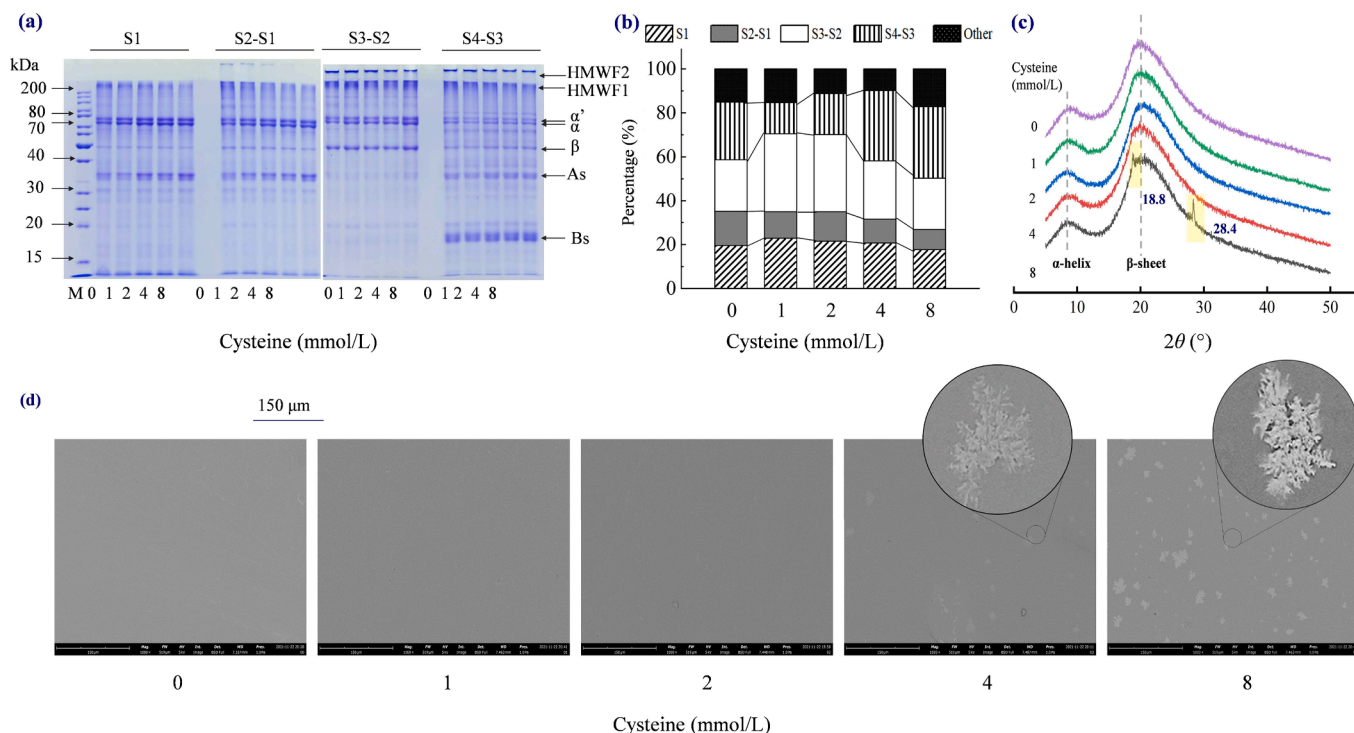 (a)
S1 S2-S1 S3-S2 S4-S3
kDa
200
80
70
40
30
20
15
HMWF2
HMWF1
α'
α
β
As
Bs
M 0 1 2 4 8 0 1 2 4 8 0 1 2 4 8 0 1 2 4 8
Cysteine (mmol/L)
(b)
S1 S2-S1 S3-S2 S4-S3 Other
Percentage (%)
100
80
60
40
20
0
0 1 2 4 8
Cysteine (mmol/L)
(c)
Cysteine
(mmol/L)
0
1
2
4
8
18.8
28.4
α-helix
β-sheet
0 10 20 30 40 50
2θ (°)
(d)
150 μm
0 1 2 4 8
Cysteine (mmol/L)